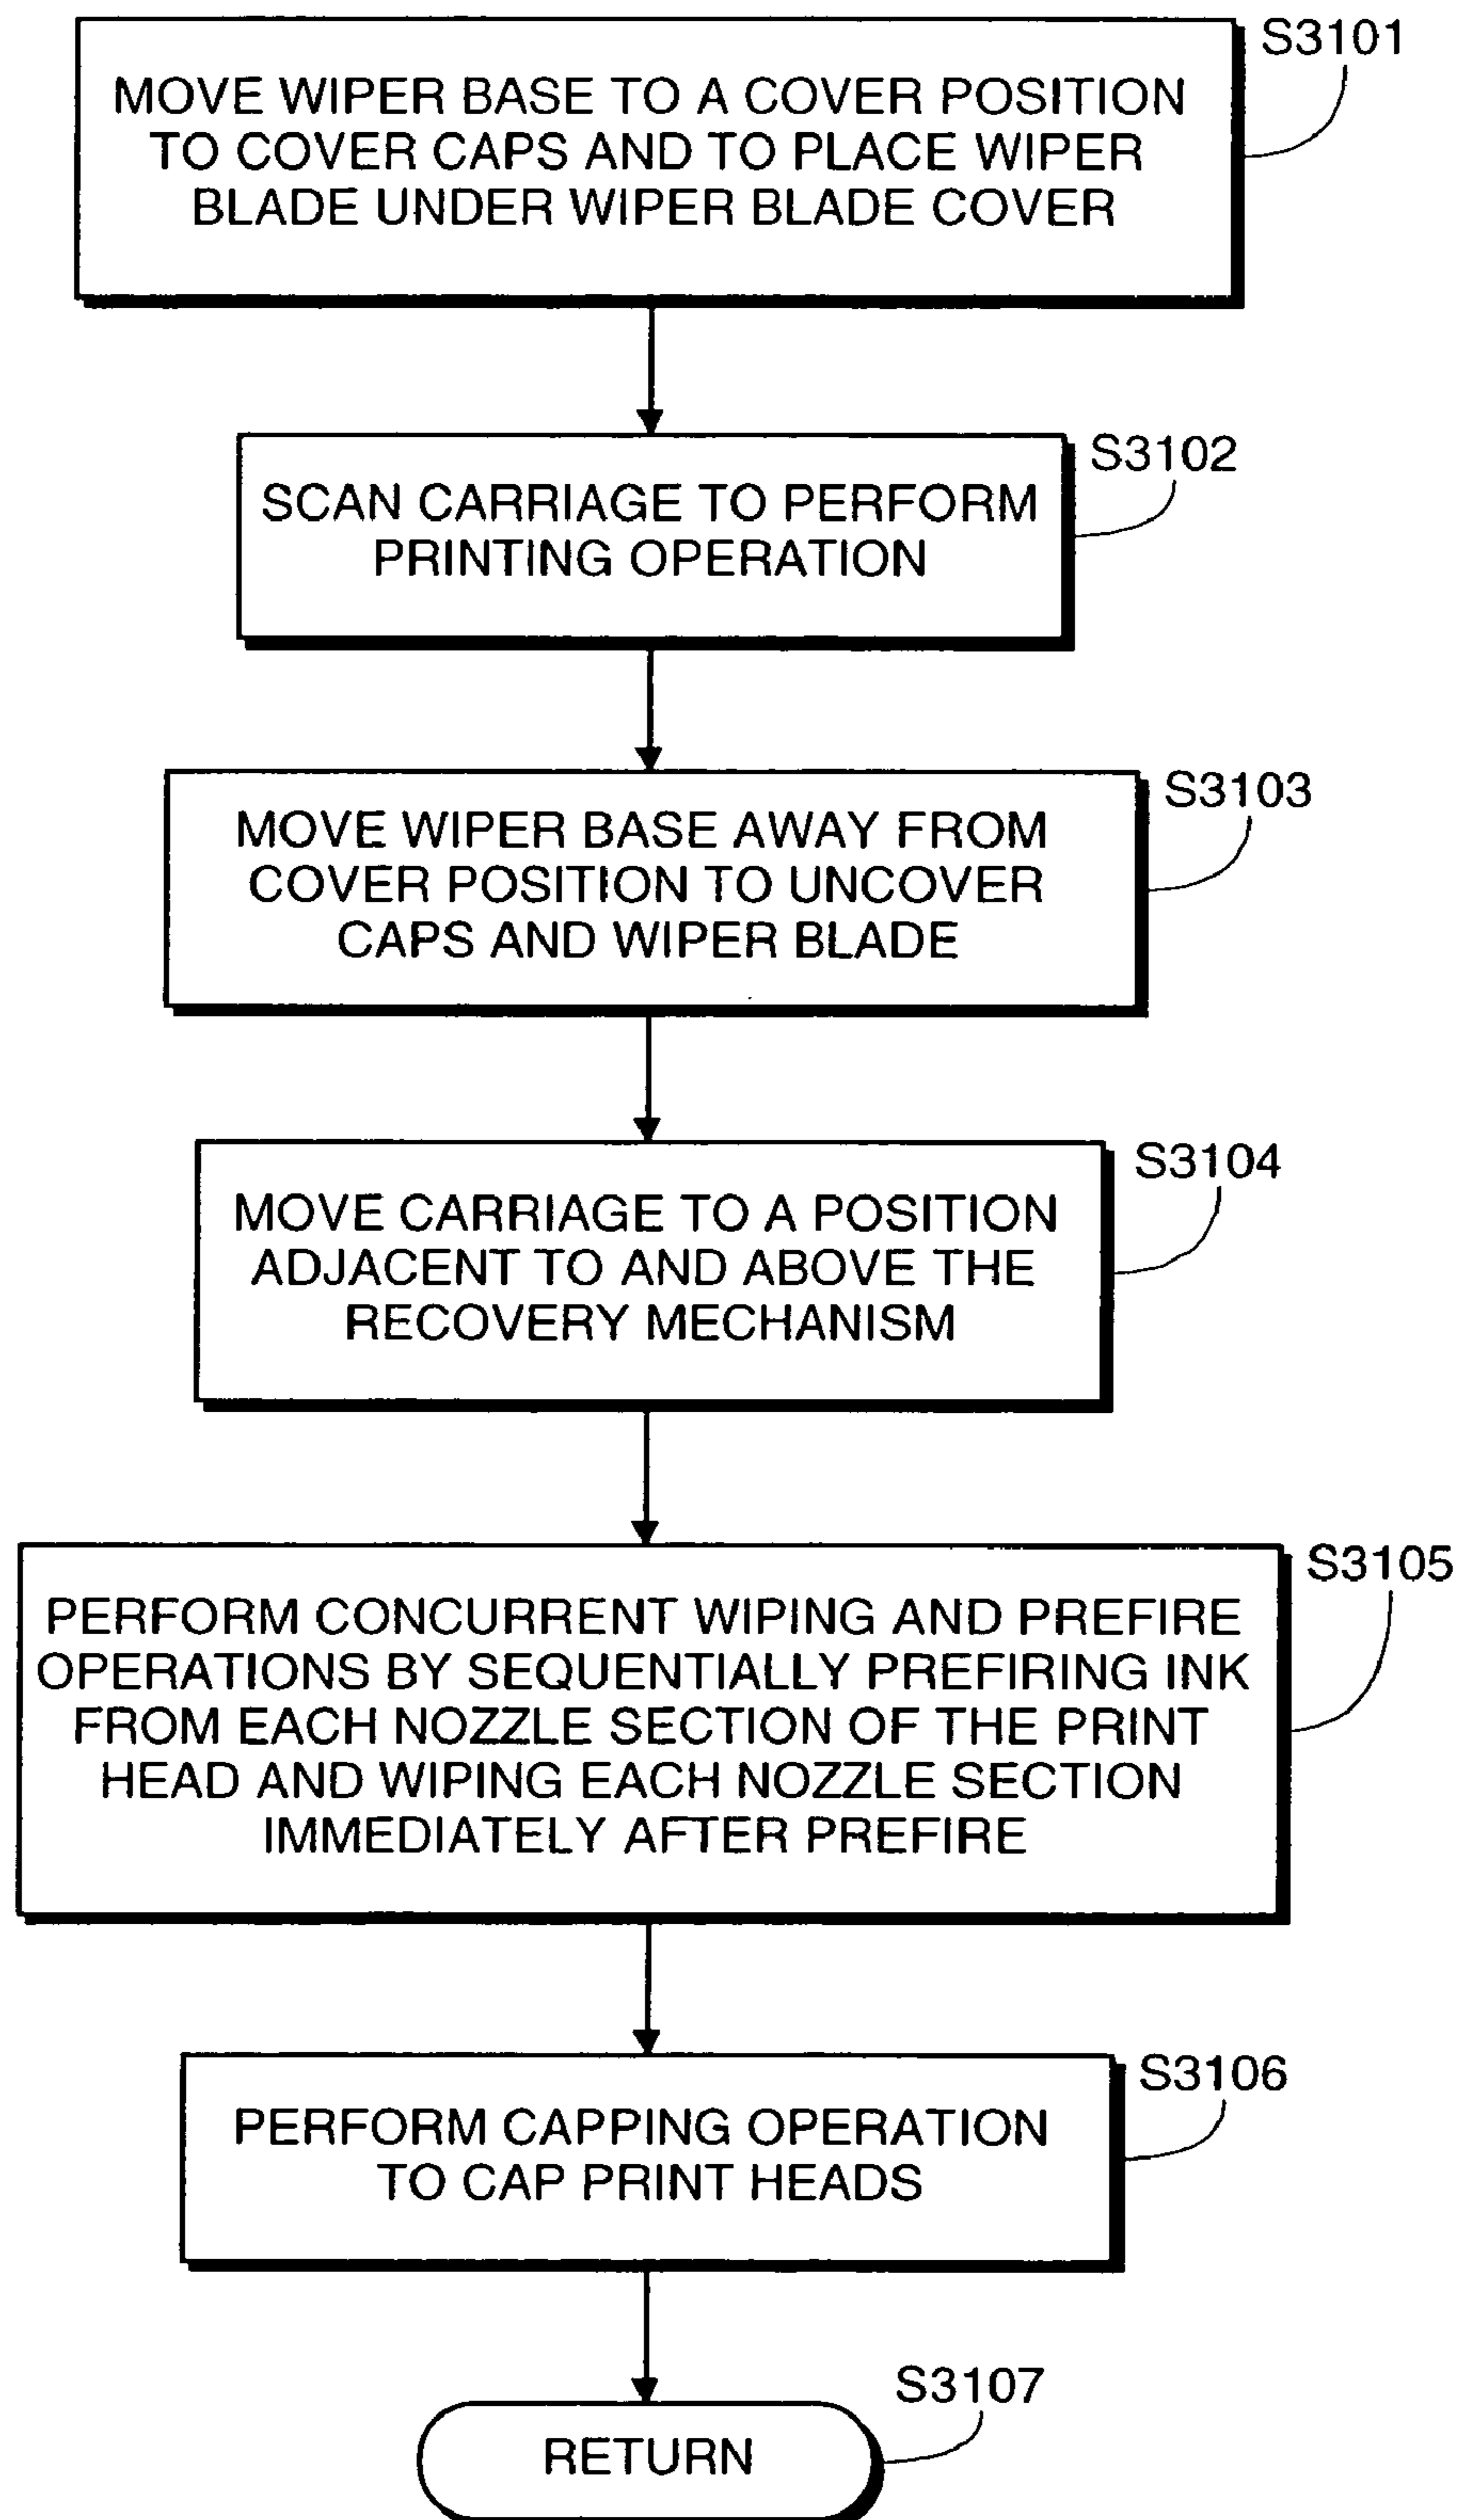 S3101
MOVE WIPER BASE TO A COVER POSITION
TO COVER CAPS AND TO PLACE WIPER
BLADE UNDER WIPER BLADE COVER
S3102
SCAN CARRIAGE TO PERFORM
PRINTING OPERATION
S3103
MOVE WIPER BASE AWAY FROM
COVER POSITION TO UNCOVER
CAPS AND WIPER BLADE
S3104
MOVE CARRIAGE TO A POSITION
ADJACENT TO AND ABOVE THE
RECOVERY MECHANISM
S3105
PERFORM CONCURRENT WIPING AND PREFIRE
OPERATIONS BY SEQUENTIALLY PREFIRING INK
FROM EACH NOZZLE SECTION OF THE PRINT
HEAD AND WIPING EACH NOZZLE SECTION
IMMEDIATELY AFTER PREFIRE
S3106
PERFORM CAPPING OPERATION
TO CAP PRINT HEADS
S3107
RETURN